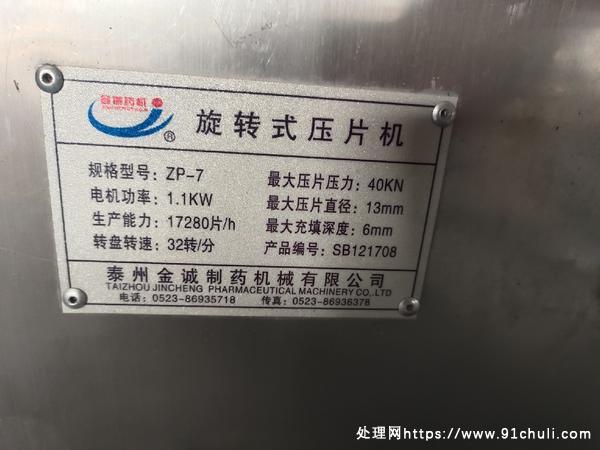 金诚药机
JINCHENGYAOJI
®
旋转式压片机
规格型号：ZP-7
最大压片压力：40KN
电机功率：1.1KW
最大压片直径：13mm
生产能力：17280片/h
最大充填深度：6mm
转盘转速：32转/分
产品编号：SB121708
泰州金诚制药机械有限公司
TAIZHOU JINCHENG PHARMACEUTICAL MACHINERY CO.,LTD
电话：0523-86935718 传真：0523-86936378
处理网https://www.91chuli.com/